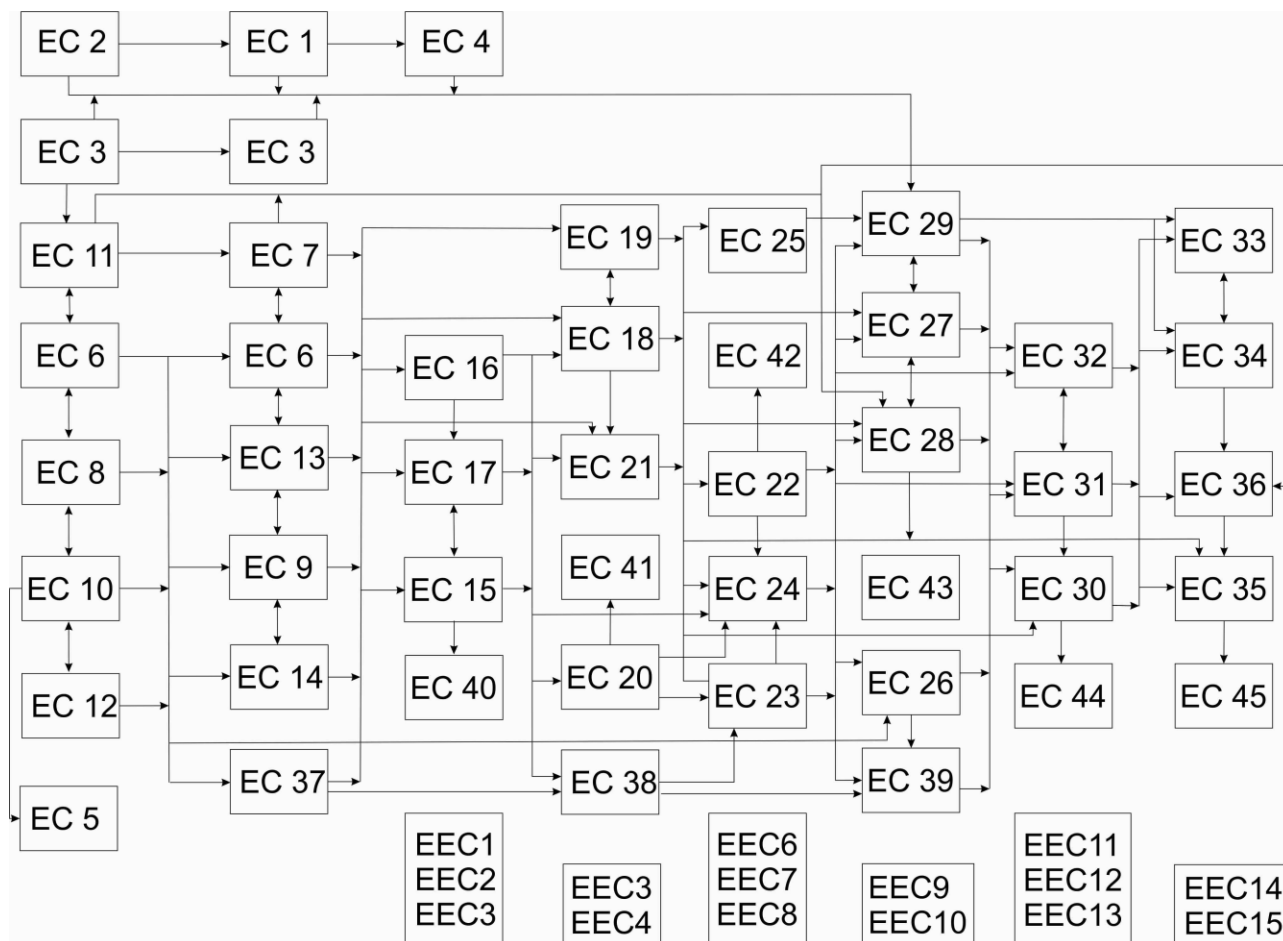 EC 2
EC 1
EC 4
EC 3
EC 3
EC 11
EC 7
EC 19
EC 25
EC 29
EC 33
EC 6
EC 6
EC 16
EC 18
EC 42
EC 27
EC 32
EC 34
EC 8
EC 13
EC 17
EC 21
EC 22
EC 28
EC 31
EC 36
EC 10
EC 9
EC 15
EC 41
EC 24
EC 43
EC 30
EC 35
EC 12
EC 14
EC 40
EC 20
EC 23
EC 26
EC 44
EC 45
EC 5
EC 37
EC 38
EC 39
EEC1
EEC2
EEC3
EEC3
EEC4
EEC6
EEC7
EEC8
EEC9
EEC10
EEC11
EEC12
EEC13
EEC14
EEC15